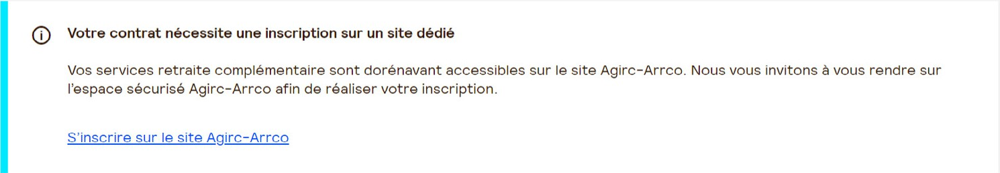 Votre contrat nécessite une inscription sur un site dédié
Vos services retraite complémentaire sont dorénavant accessibles sur le site Agirc-Arrco. Nous vous invitons à vous rendre sur
l'espace sécurisé Agirc-Arrco afin de réaliser votre inscription.
S'inscrire sur le site Agirc-Arrco